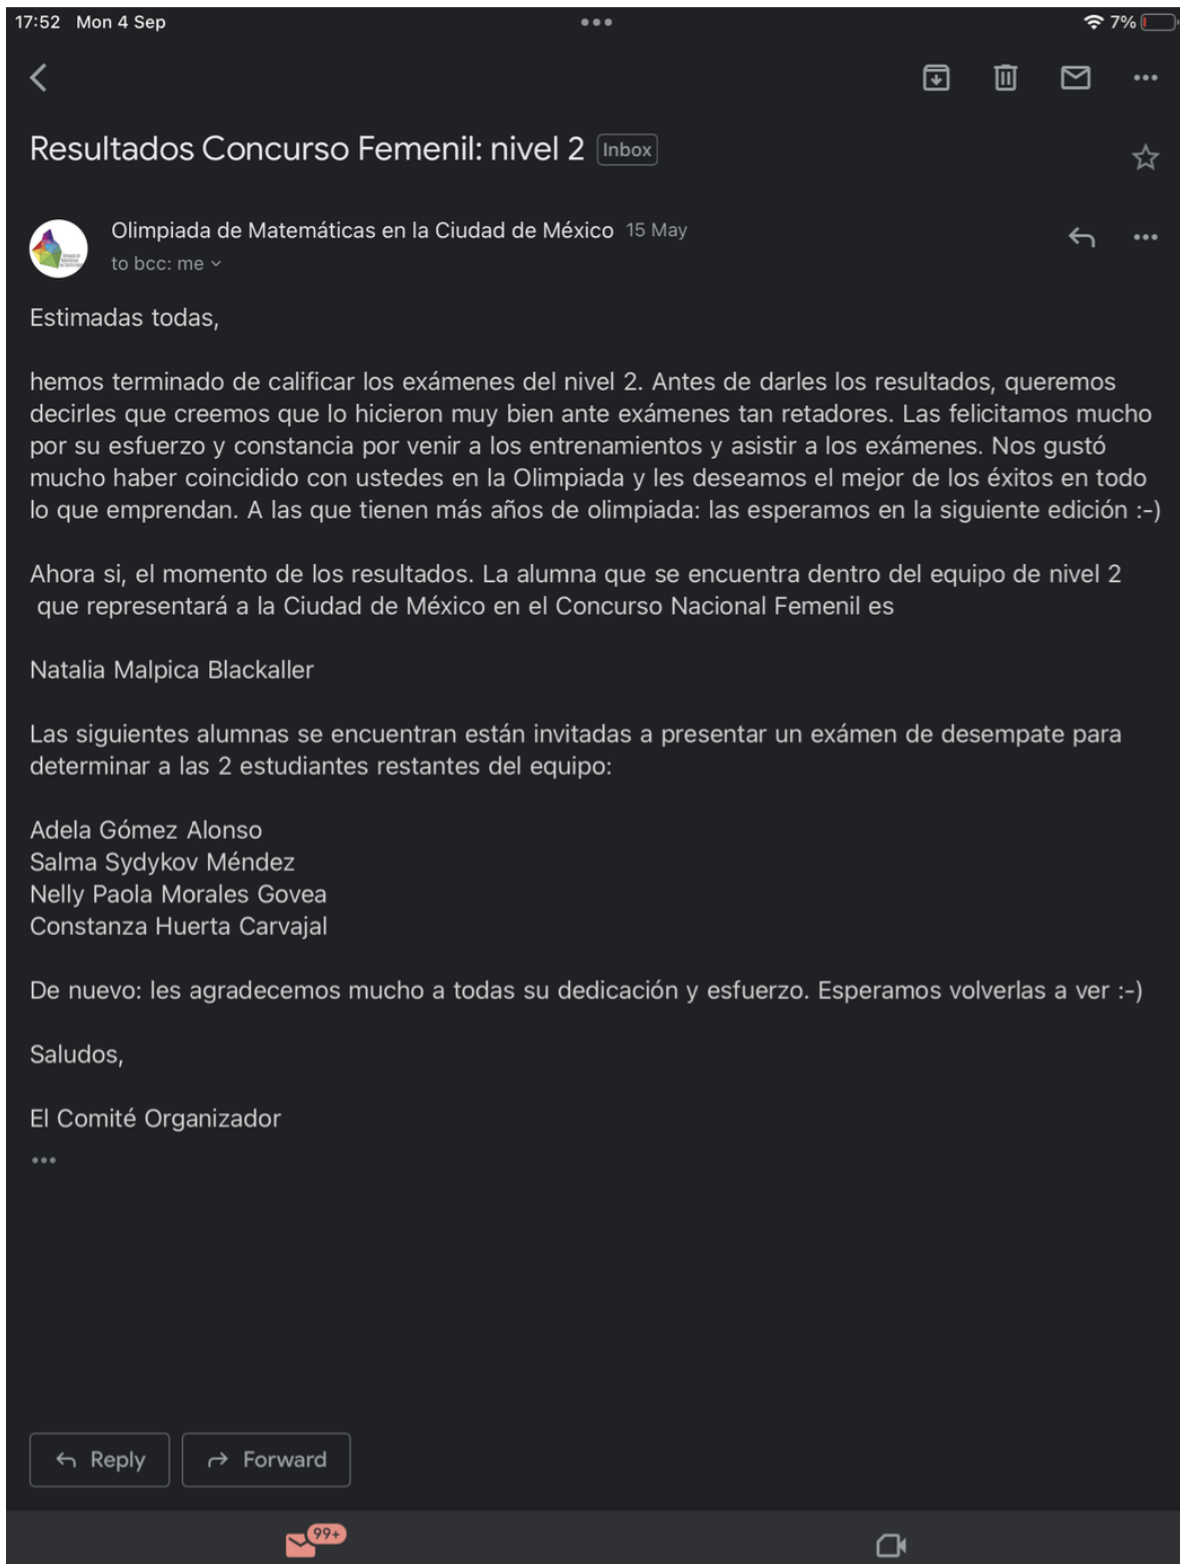 17:52 Mon 4 Sep
7%
Resultados Concurso Femenil: nivel 2 Inbox
Olimpiada de Matemáticas en la Ciudad de México 15 May
to bcc: me
Estimadas todas,
hemos terminado de calificar los exámenes del nivel 2. Antes de darles los resultados, queremos
decirles que creemos que lo hicieron muy bien ante exámenes tan retadores. Las felicitamos mucho
por su esfuerzo y constancia por venir a los entrenamientos y asistir a los exámenes. Nos gustó
mucho haber coincidido con ustedes en la Olimpiada y les deseamos el mejor de los éxitos en todo
lo que emprendan. A las que tienen más años de olimpiada: las esperamos en la siguiente edición :-)
Ahora si, el momento de los resultados. La alumna que se encuentra dentro del equipo de nivel 2
que representará a la Ciudad de México en el Concurso Nacional Femenil es
Natalia Malpica Blackaller
Las siguientes alumnas se encuentran están invitadas a presentar un exámen de desempate para
determinar a las 2 estudiantes restantes del equipo:
Adela Gómez Alonso
Salma Sydykov Méndez
Nelly Paola Morales Govea
Constanza Huerta Carvajal
De nuevo: les agradecemos mucho a todas su dedicación y esfuerzo. Esperamos volverlas a ver :-)
Saludos,
El Comité Organizador
Reply
Forward
99+